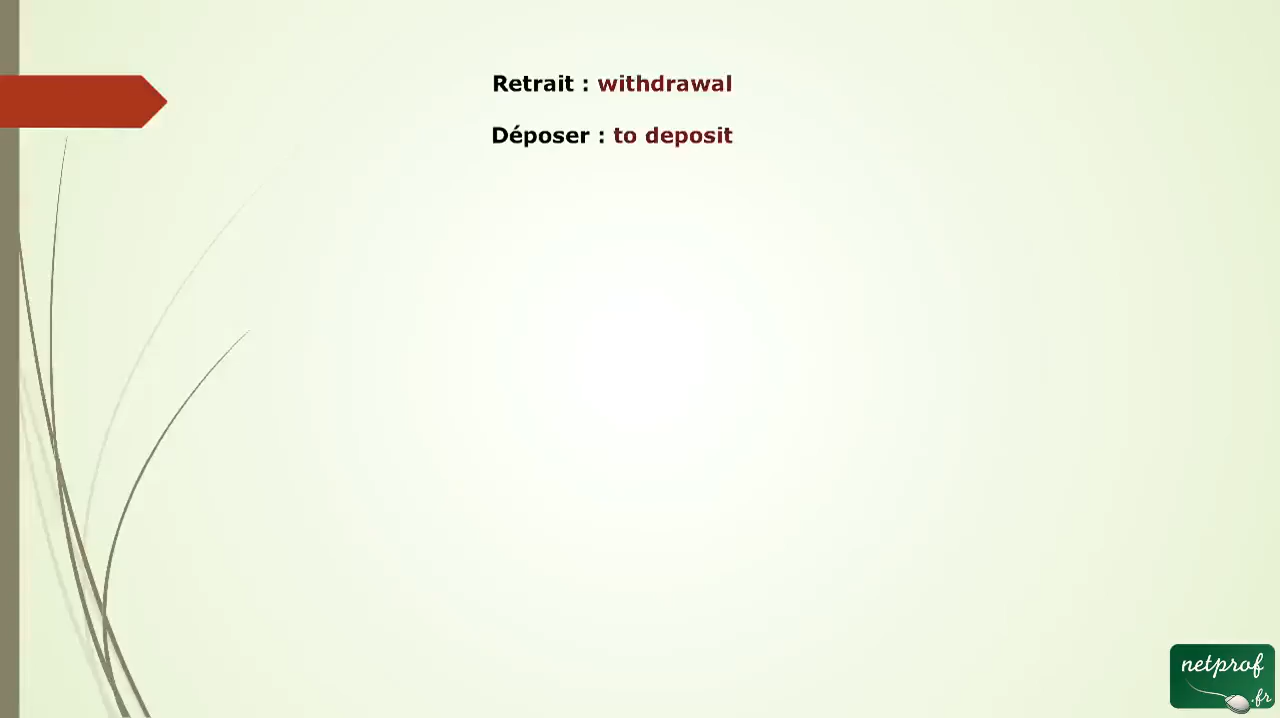 Retrait : withdrawal
Déposer : to deposit
netprof
.fr